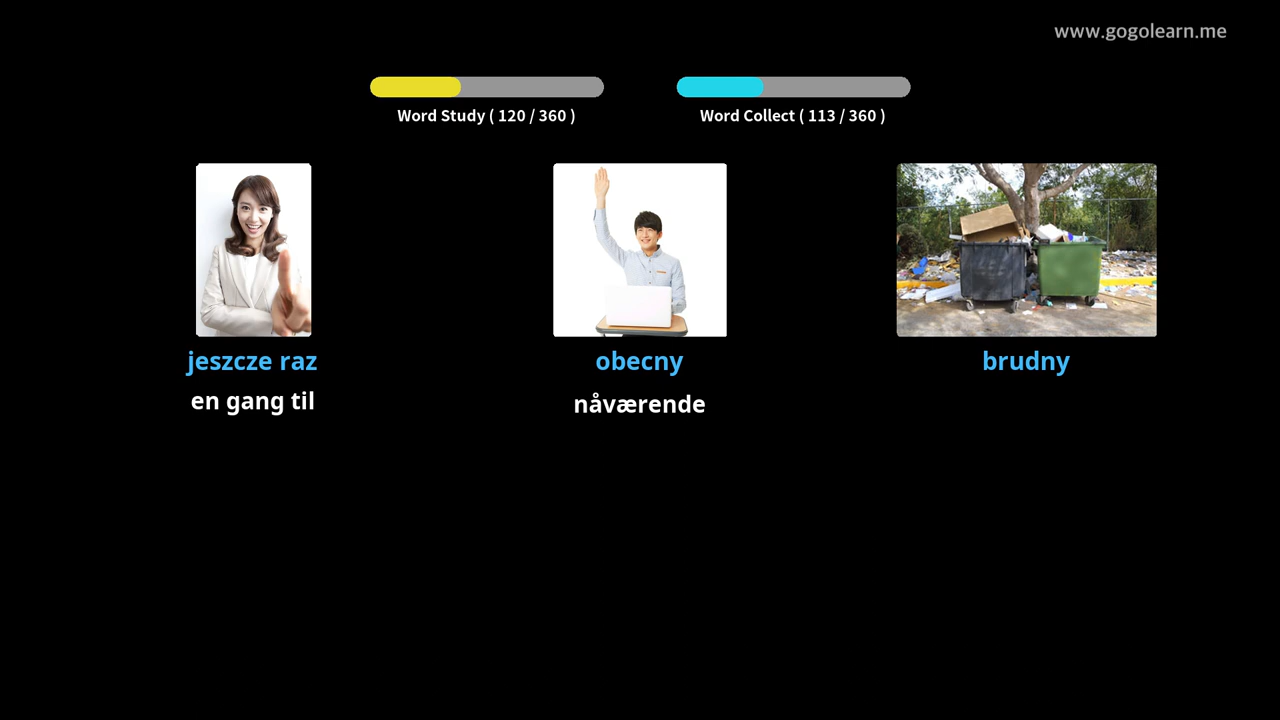 www.gogolearn.me
Word Study ( 120 / 360 )
Word Collect ( 113 / 360 )
jeszcze raz
obecny
brudny
en gang til
nåværende